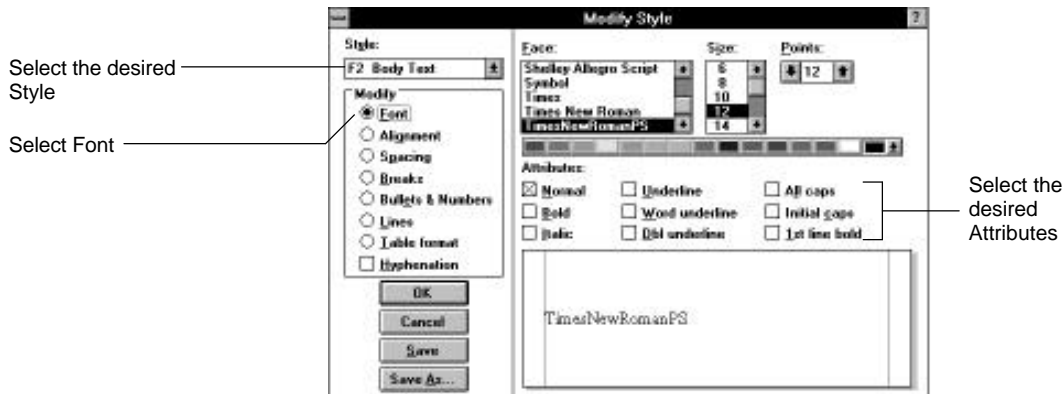 Modify Style
?
Select the desired
Style
Select Font
Style:
F2 Body Text
Modify
Font
Alignment
Spacing
Breaks
Bullets & Numbers
Lines
Table format
Hyphenation
OK
Cancel
Save
Save As...
Face:
Shelley Allegro Script
Symbol
Times
Times New Roman
TimesNewRomanPS
Size:
6
8
10
12
14
Points:
12
Attributes:
Normal
Underline
All caps
Bold
Word underline
Initial caps
Italic
Dbl underline
1st line bold
TimesNewRomanPS
Select the
desired
Attributes